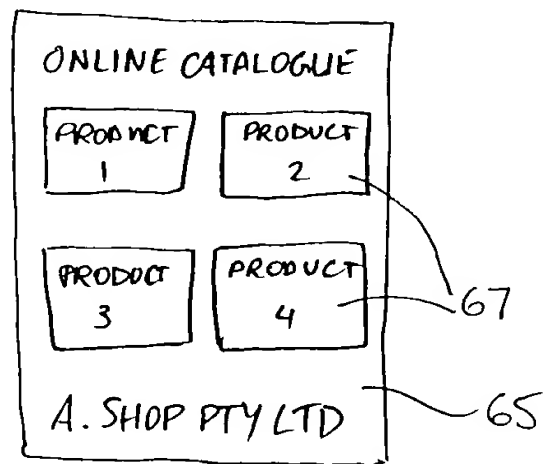 ONLINE CATALOGUE
PRODUCT PRODUCT
1 2
PRODUCT PRODUCT
3 4
67
A. SHOP PTY LTD
65